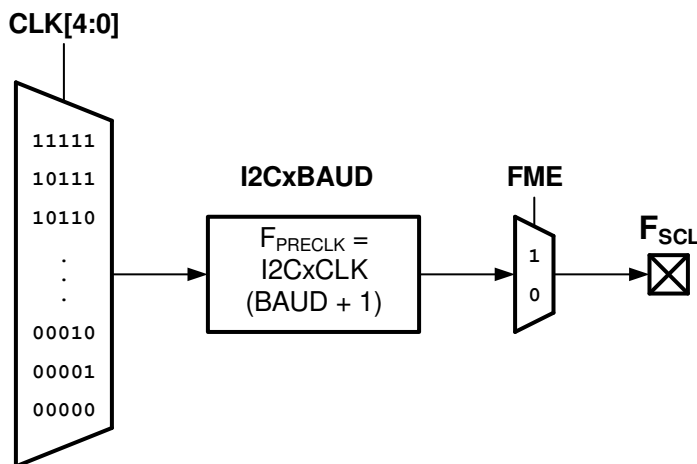 CLK[4:0]
11111
10111
10110
.
.
.
00010
00001
00000
I2CxBAUD
FPRECLK =
I2CxCLK
(BAUD + 1)
FME
1
0
FSCL